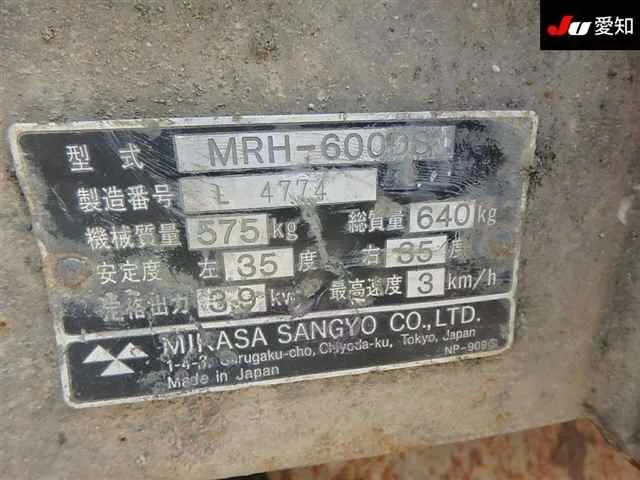 JU 愛知
型式 MRH-600DS
製造番号 L 4774
機械質量 575 kg 総質量 640 kg
安定度 左 35 度 右 35 度
定格出力 3.9 kw 最高速度 3 km/h
MIKASA SANGYO CO.,LTD.
1-4-3, Sarugaku-cho, Chiyoda-ku, Tokyo, Japan
Made in Japan NP-909